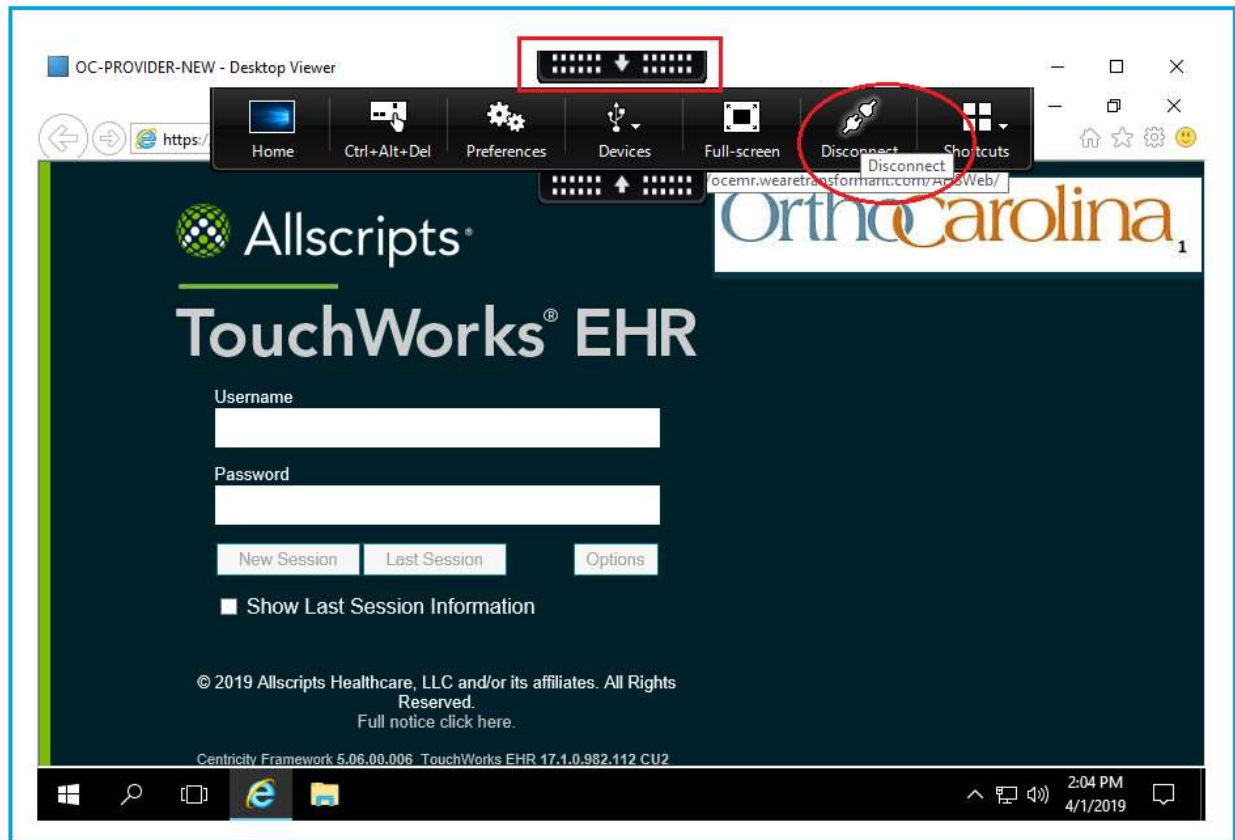 OC-PROVIDER-NEW - Desktop Viewer
https:/
Home
Ctrl+Alt+Del
Preferences
Devices
Full-screen
Disconnect
Shortcuts
Disconnect
/ocemr.wearetransformant.com/AHSWeb/
Allscripts
OrthoCarolina
1
TouchWorks® EHR
Username
Password
New Session Last Session Options
Show Last Session Information
© 2019 Allscripts Healthcare, LLC and/or its affiliates. All Rights
Reserved.
Full notice click here.
Centricity Framework 5.06.00.006 TouchWorks EHR 17.1.0.982.112 CU2
2:04 PM
4/1/2019